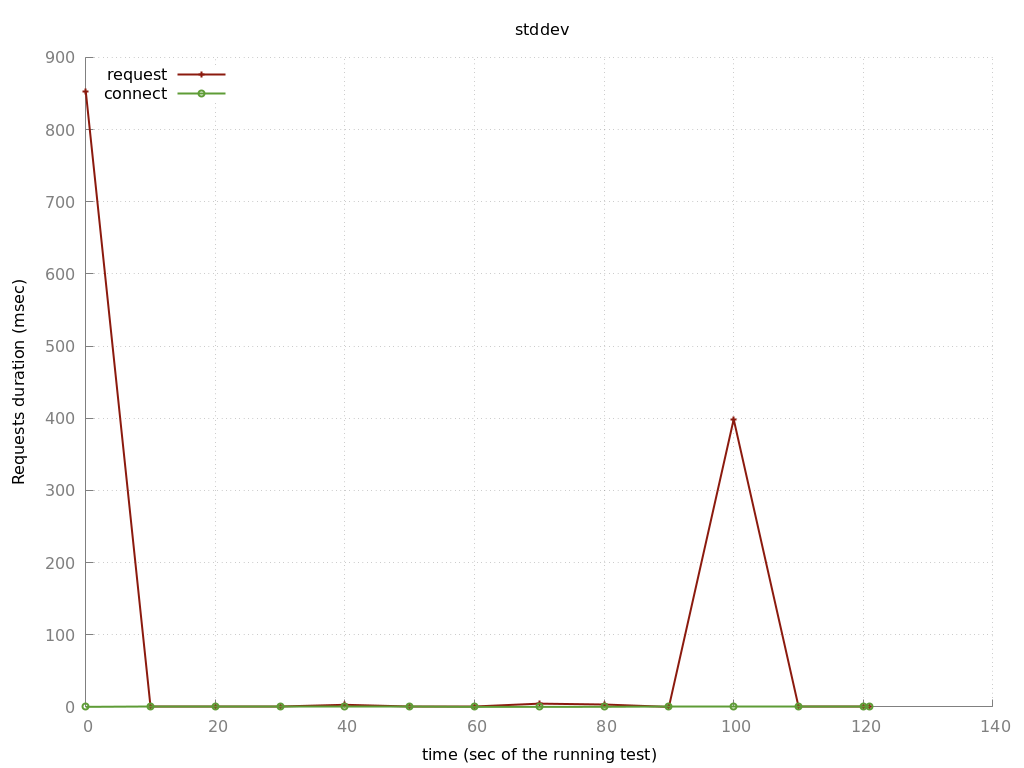 stddev
request
connect
900
800
700
600
500
400
300
200
100
0
Requests duration (msec)
0 20 40 60 80 100 120 140
time (sec of the running test)